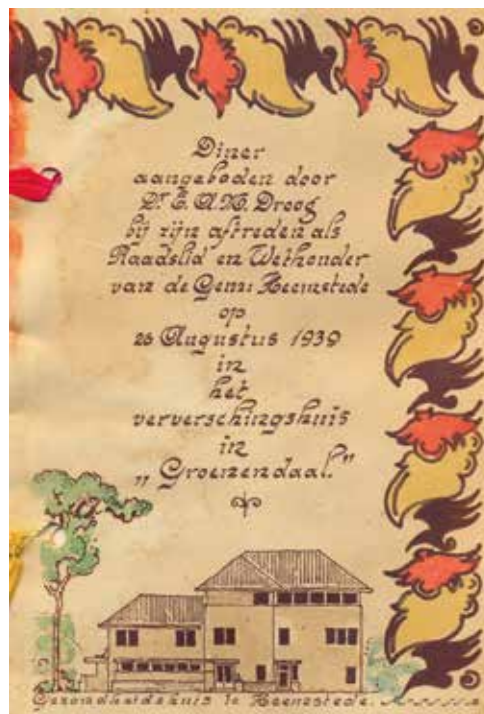 Diner
aangeboden door
Dr. E.A.M. Droog
bij zijn aftreden als
Raadslid en Wethouder
van de Gem: Heemstede
op
26 Augustus 1939
in
het
ververschingshuis
in
„Groenendaal."
Gezondheidshuis te Heemstede.